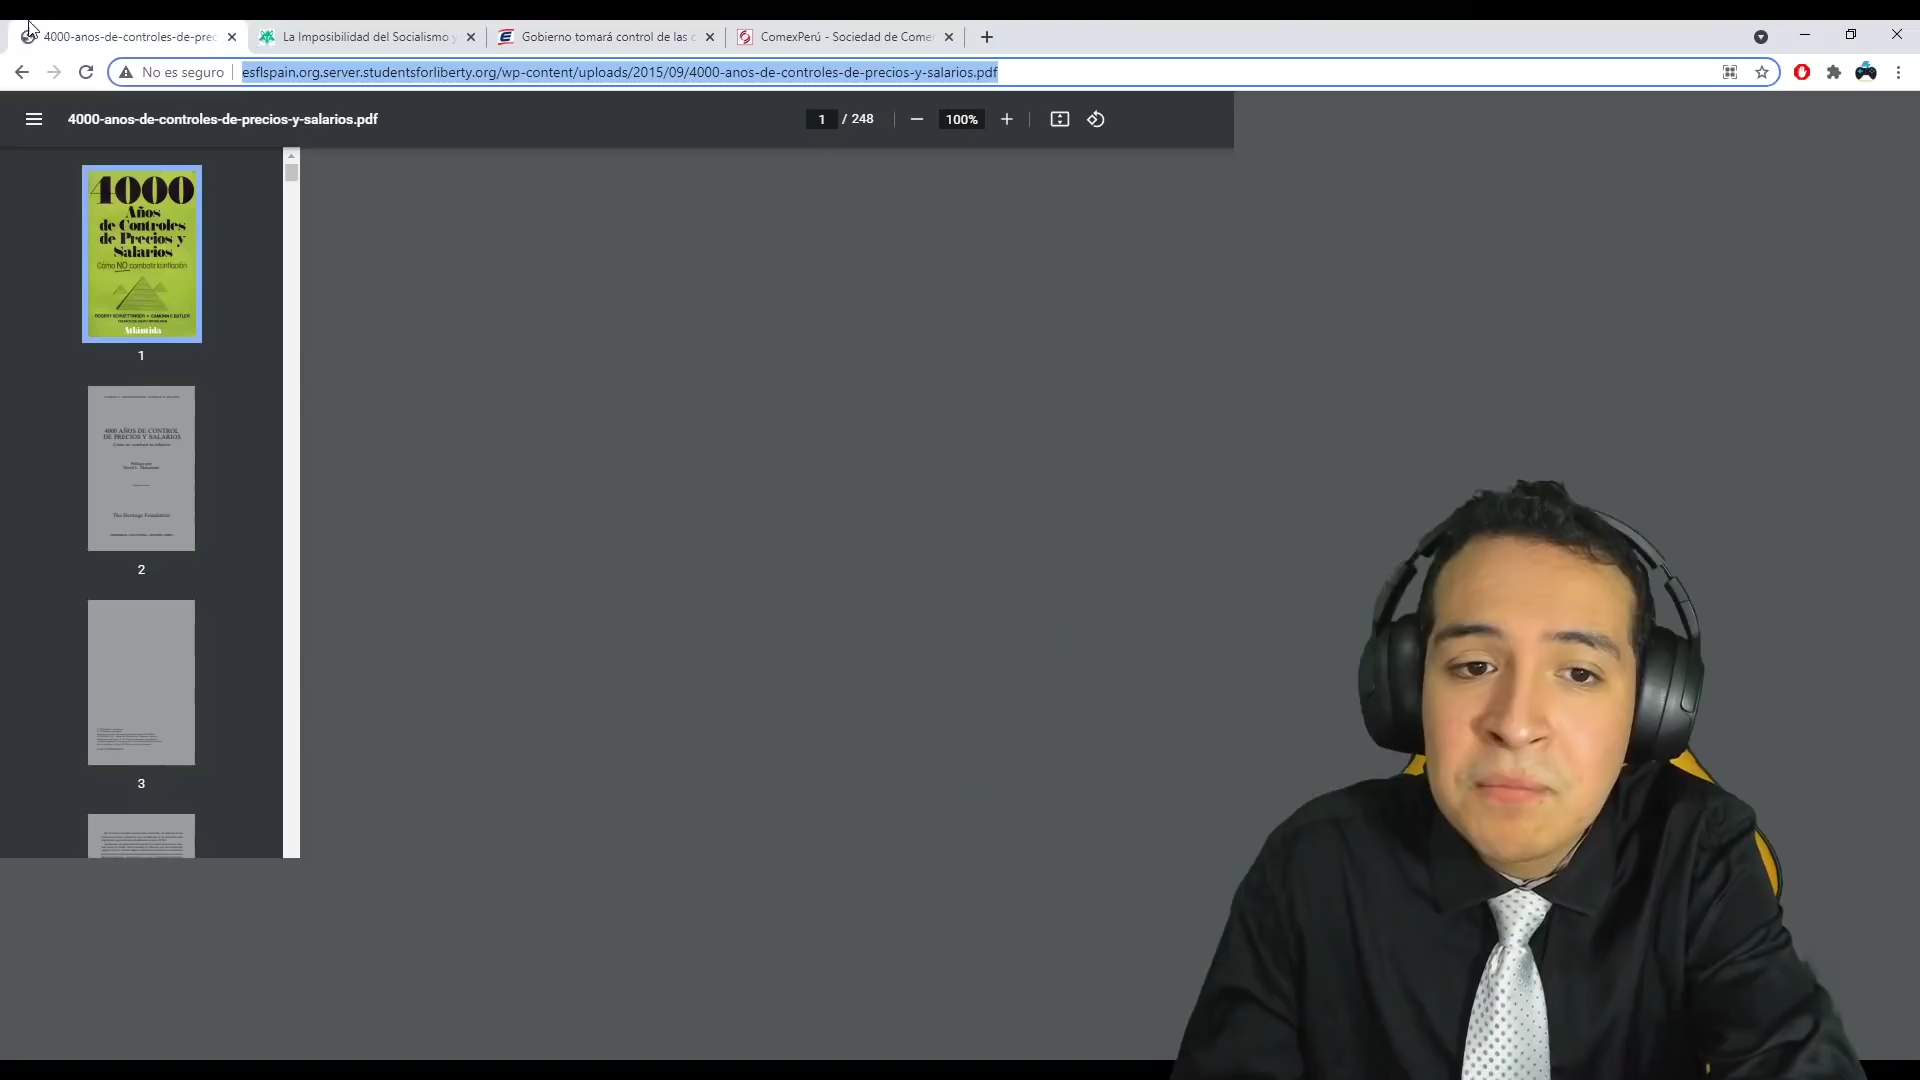 4000-anos-de-controles-de-prec
La Imposibilidad del Socialismo y
Gobierno tomará control de las c
ComexPerú - Sociedad de Comer
No es seguro
esflspain.org.server.studentsforliberty.org/wp-content/uploads/2015/09/4000-anos-de-controles-de-precios-y-salarios.pdf
4000-anos-de-controles-de-precios-y-salarios.pdf
1 / 248
100%
4000
Años
de Controles
de Precios y
Salarios
Cómo NO combatir la inflación
Atlántida
1
4000 AÑOS DE CONTROL
DE PRECIOS Y SALARIOS
The Heritage Foundation
2
3